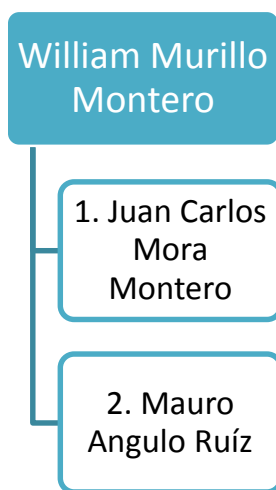 William Murillo
Montero
1. Juan Carlos
Mora
Montero
2. Mauro
Angulo Ruíz